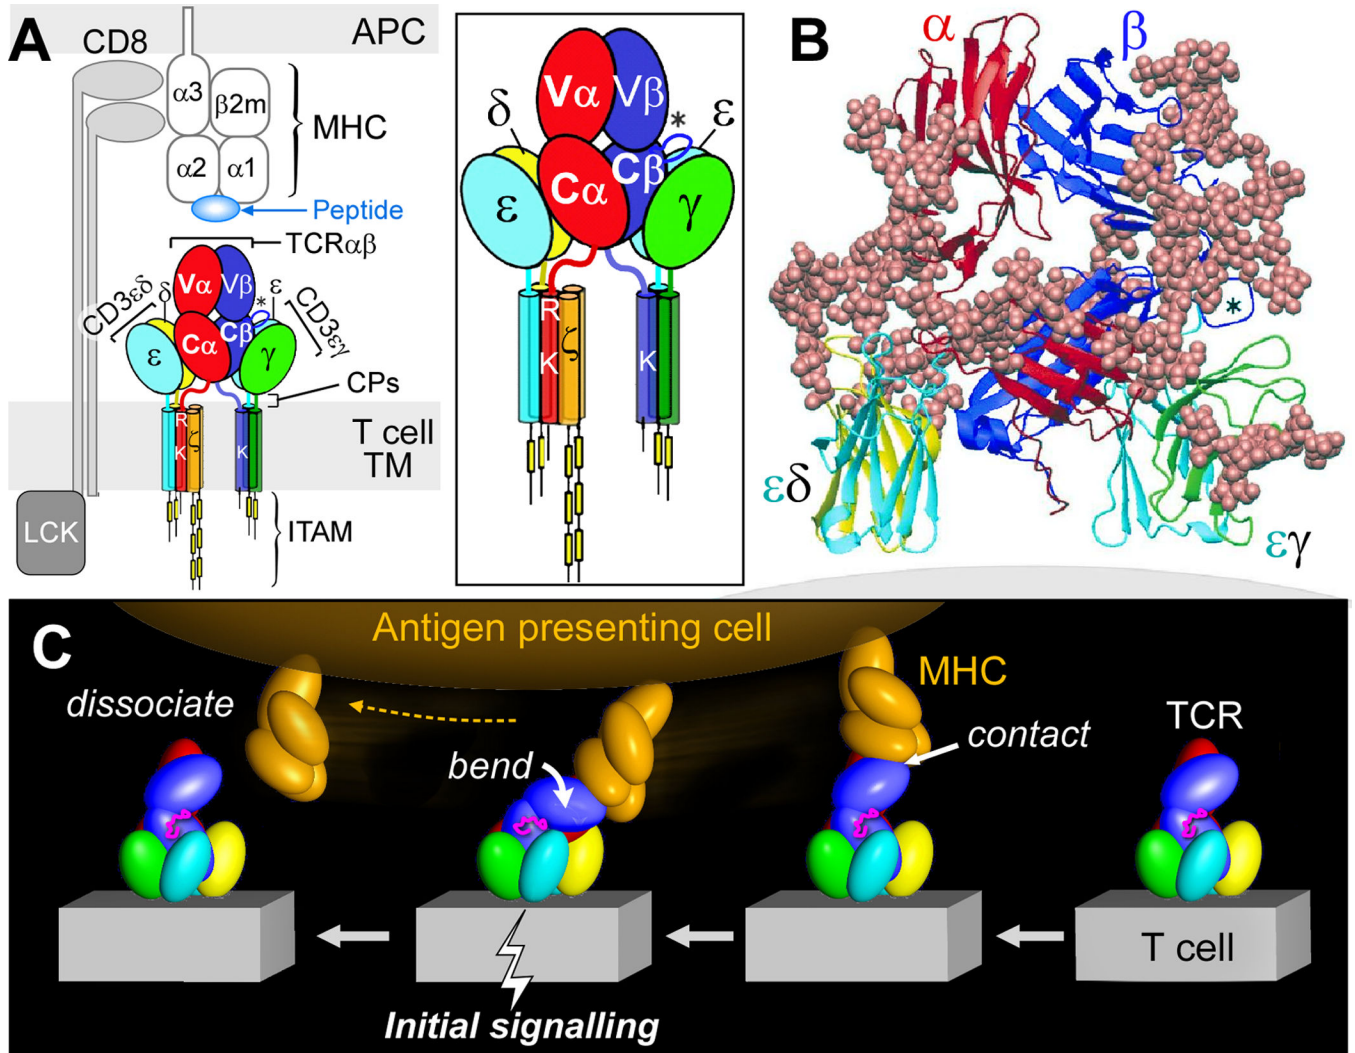 A
APC
CD8
α3
β2m
MHC
α2
α1
Peptide
TCRαβ
Vα
Vβ
CD3εδ
δ
*
ε
CD3εγ
ε
Cα
Cβ
γ
CPs
T cell
TM
R
K
ζ
K
LCK
ITAM
Vα
Vβ
δ
*
ε
ε
Cα
Cβ
γ
R
K
ζ
K
B
α
β
*
εδ
εγ
C
Antigen presenting cell
dissociate
bend
MHC
contact
TCR
T cell
Initial signalling